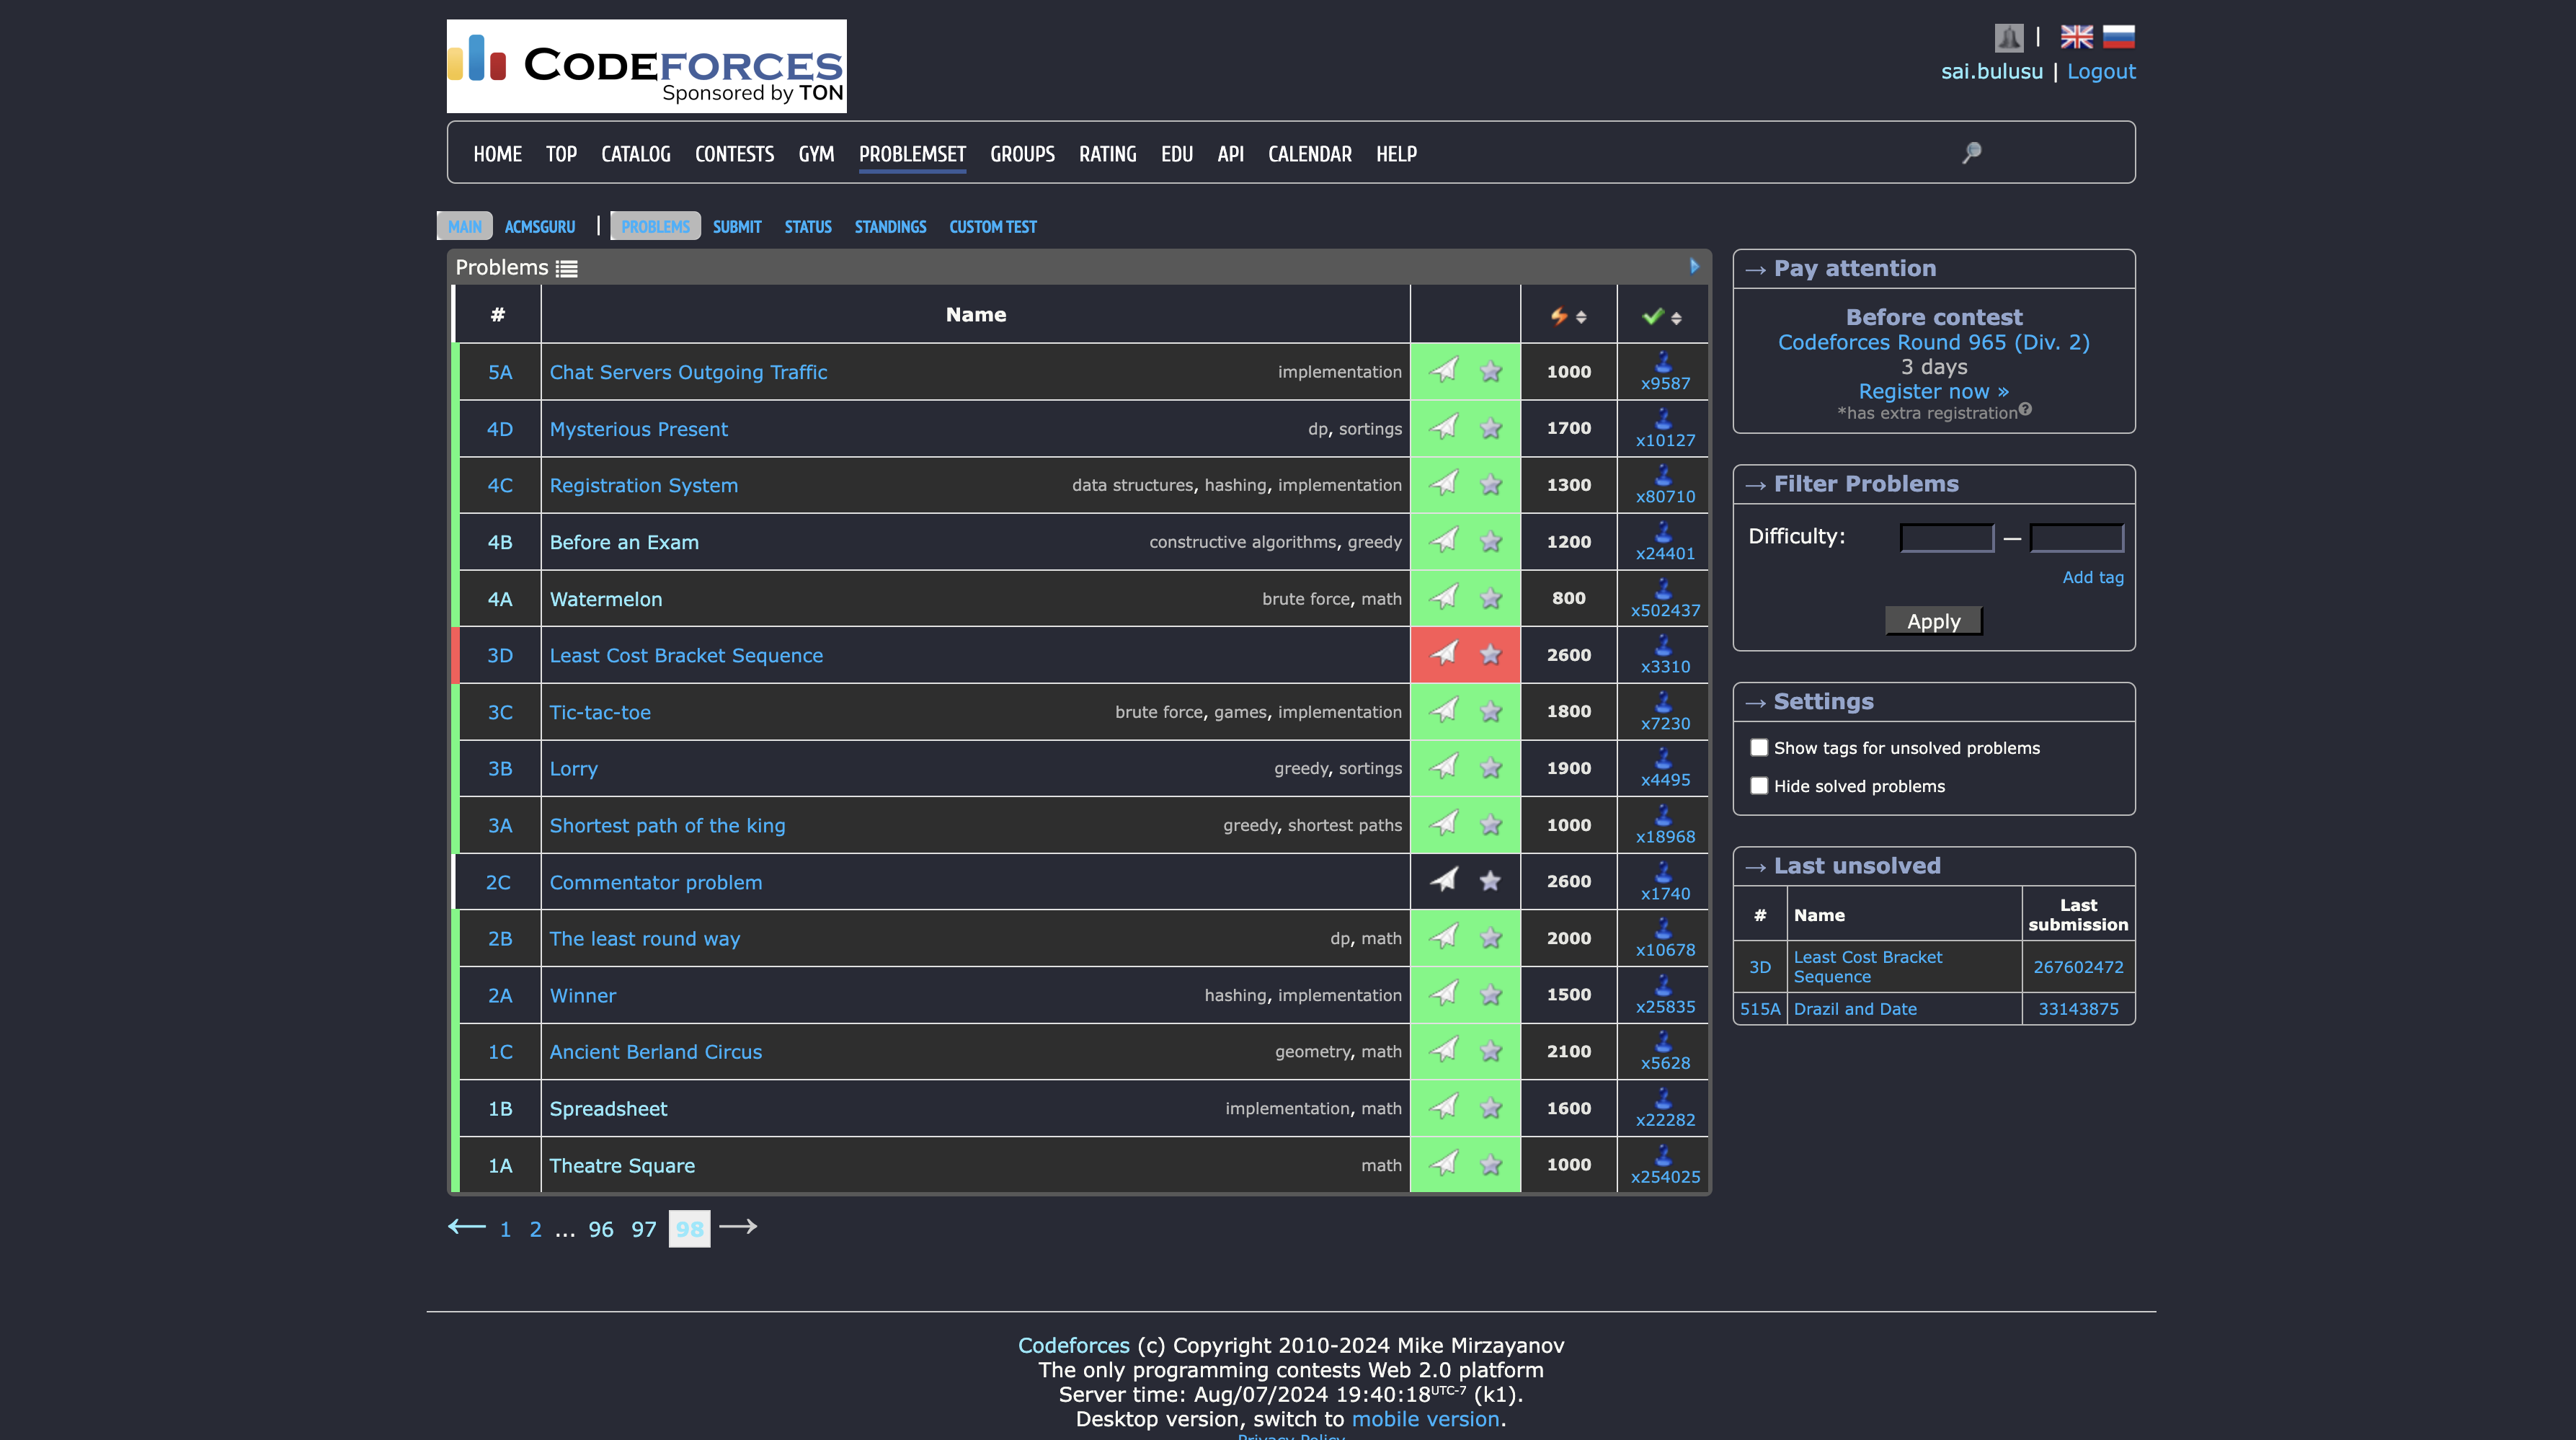 CODEFORCES
Sponsored by TON
|
sai.bulusu | Logout
HOME TOP CATALOG CONTESTS GYM PROBLEMSET GROUPS RATING EDU API CALENDAR HELP
MAIN ACMSGURU | PROBLEMS SUBMIT STATUS STANDINGS CUSTOM TEST
Problems
# Name
5A Chat Servers Outgoing Traffic implementation 1000 x9587
4D Mysterious Present dp, sortings 1700 x10127
4C Registration System data structures, hashing, implementation 1300 x80710
4B Before an Exam constructive algorithms, greedy 1200 x24401
4A Watermelon brute force, math 800 x502437
3D Least Cost Bracket Sequence 2600 x3310
3C Tic-tac-toe brute force, games, implementation 1800 x7230
3B Lorry greedy, sortings 1900 x4495
3A Shortest path of the king greedy, shortest paths 1000 x18968
2C Commentator problem 2600 x1740
2B The least round way dp, math 2000 x10678
2A Winner hashing, implementation 1500 x25835
1C Ancient Berland Circus geometry, math 2100 x5628
1B Spreadsheet implementation, math 1600 x22282
1A Theatre Square math 1000 x254025
← 1 2 ... 96 97 98 →
→ Pay attention
Before contest
Codeforces Round 965 (Div. 2)
3 days
Register now »
*has extra registration?
→ Filter Problems
Difficulty: —
Add tag
Apply
→ Settings
Show tags for unsolved problems
Hide solved problems
→ Last unsolved
# Name Last submission
3D Least Cost Bracket Sequence 267602472
515A Drazil and Date 33143875
Codeforces (c) Copyright 2010-2024 Mike Mirzayanov
The only programming contests Web 2.0 platform
Server time: Aug/07/2024 19:40:18 UTC-7 (k1).
Desktop version, switch to mobile version.
Privacy Policy